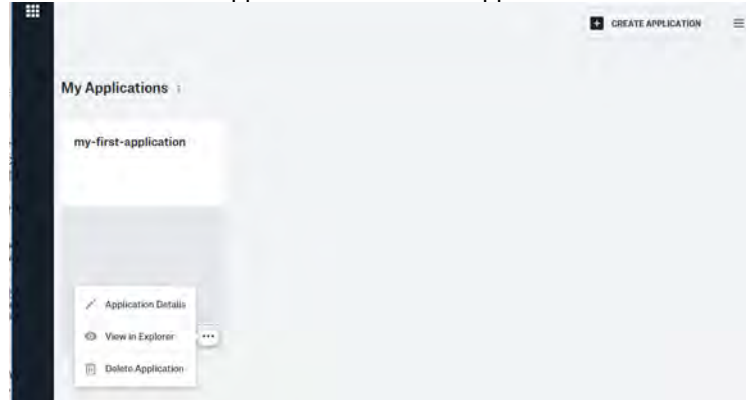 CREATE APPLICATION
My Applications
my-first-application
Application Details
View in Explorer
Delete Application